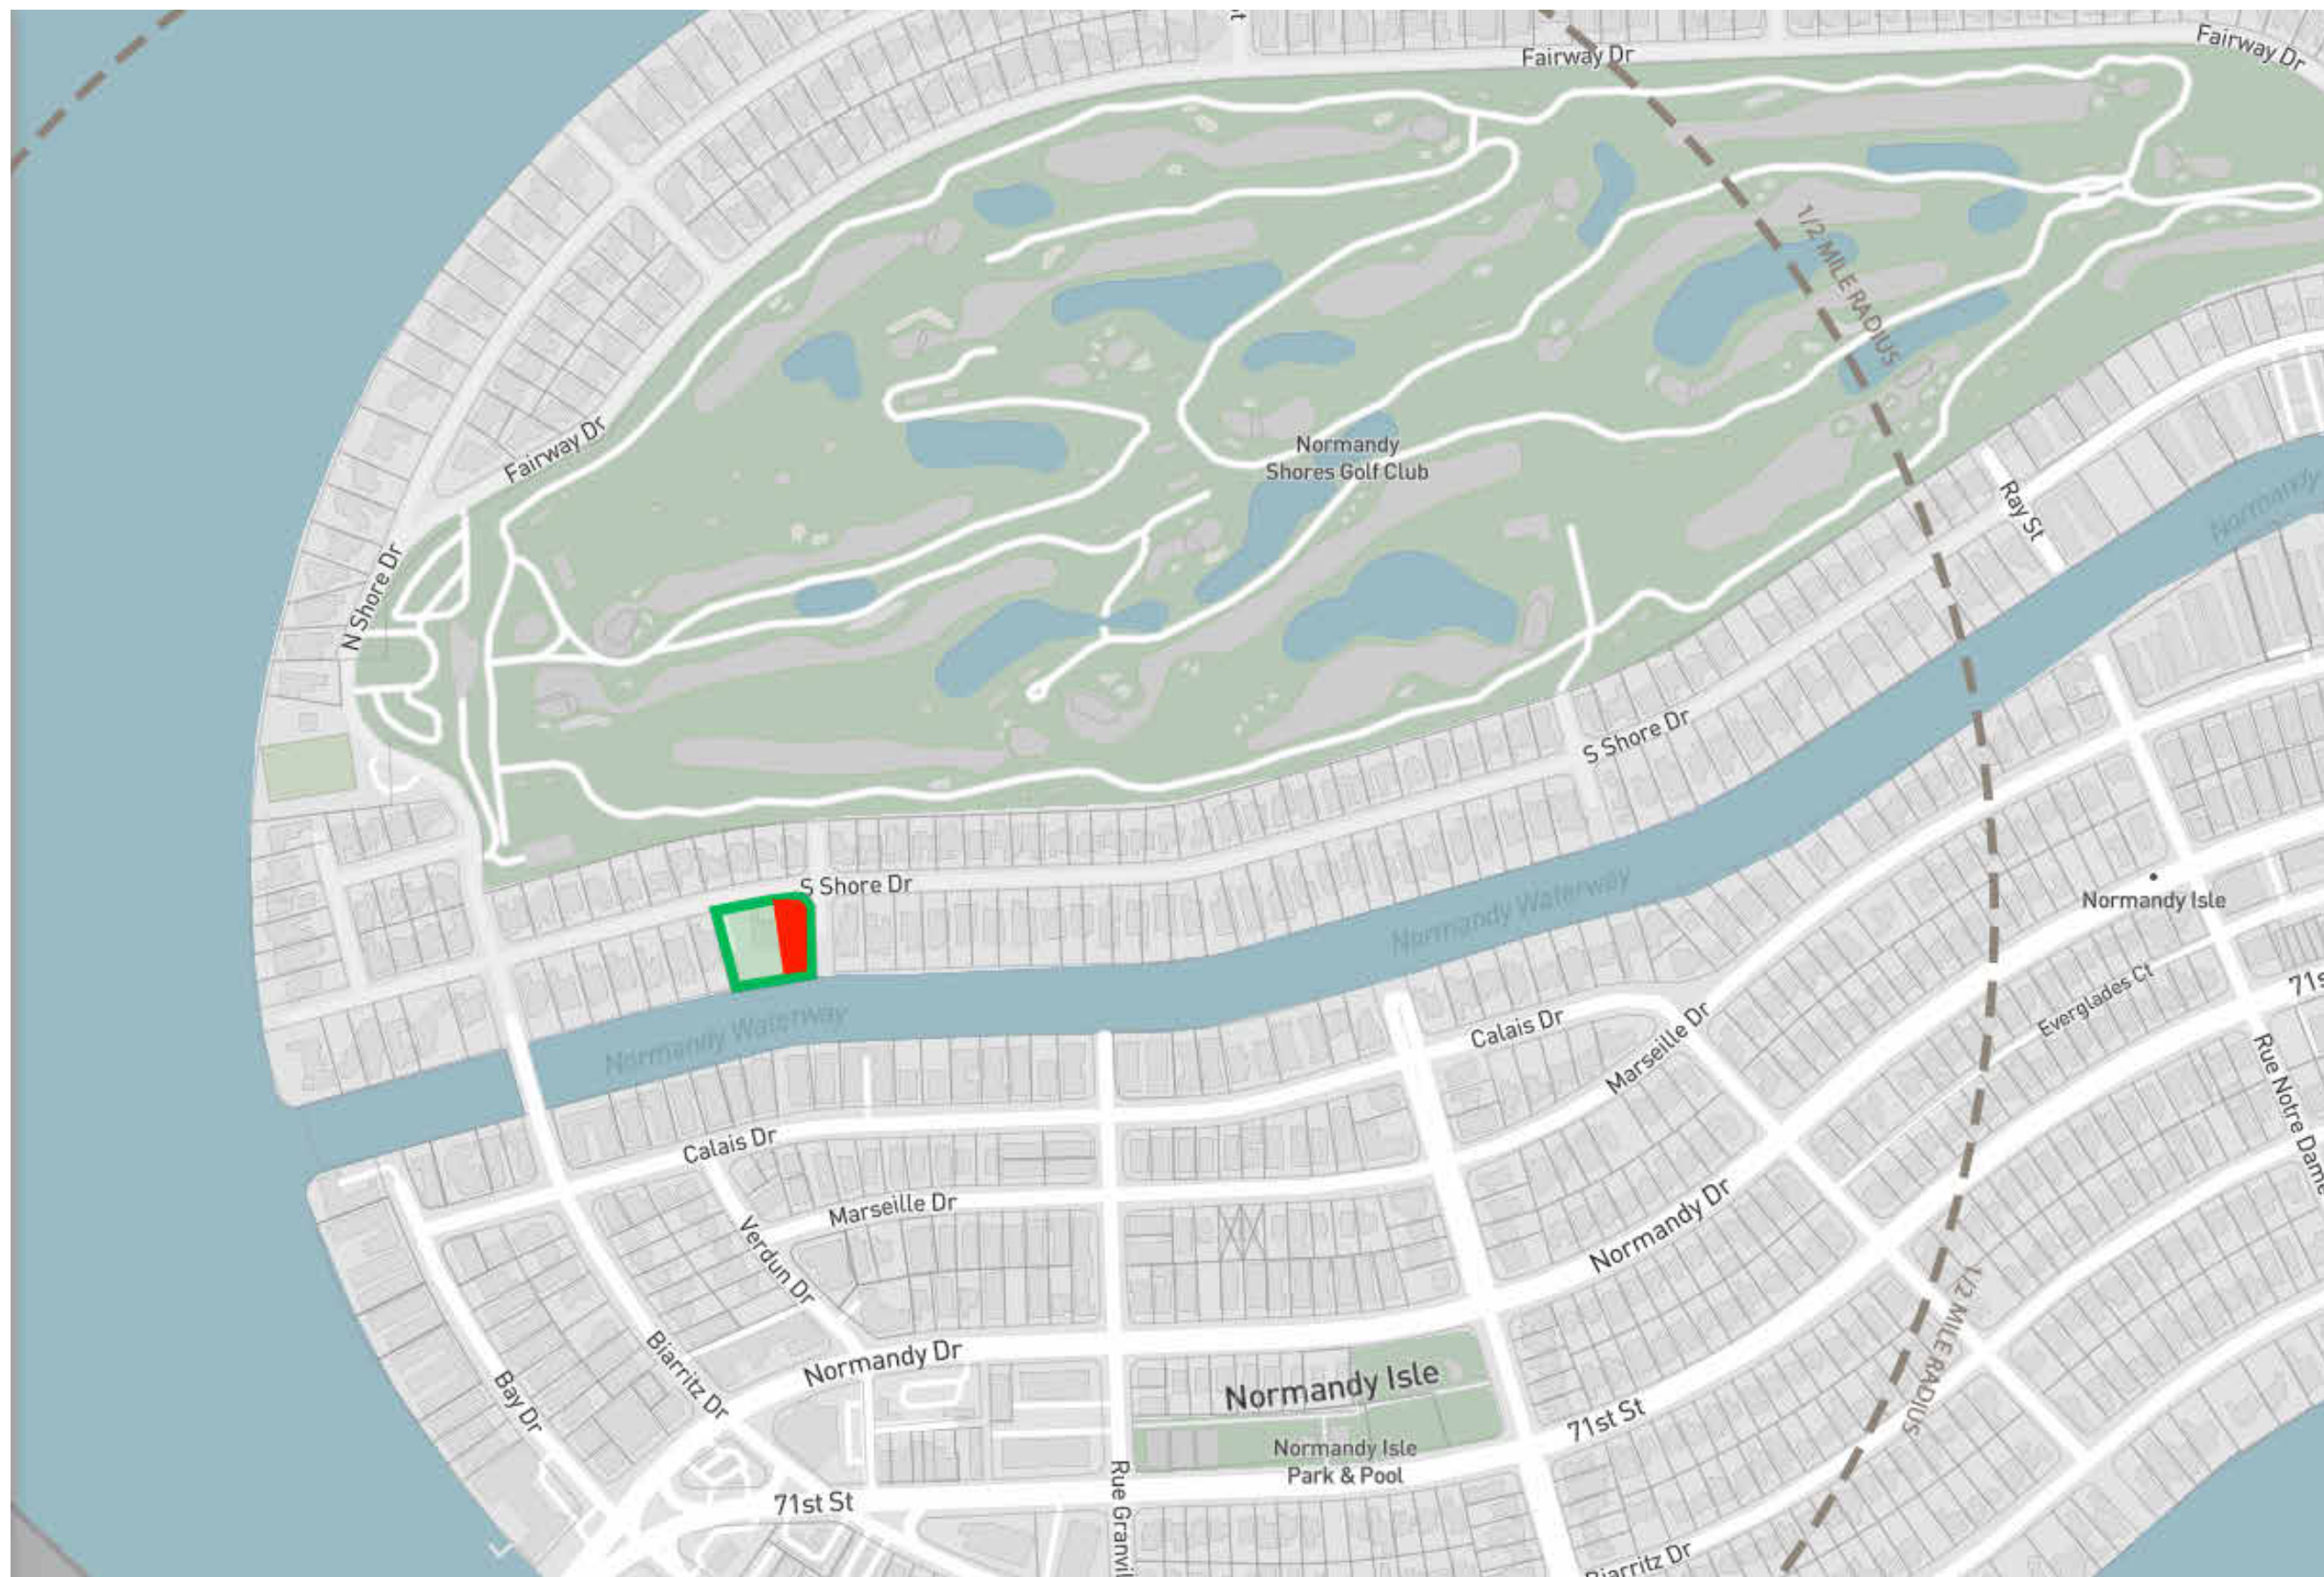 Fairway Dr
Fairway Dr
1/2 MILE RADIUS
Fairway Dr
Normandy
Shores Golf Club
Ray St
Normandy
N Shore Dr
S Shore Dr
S Shore Dr
Normandy Waterway
Normandy Isle
Normandy Waterway
Calais Dr
Marseille Dr
Everglades Ct
71s
Rue Notre Dame
Calais Dr
Marseille Dr
Verdun Dr
Normandy Dr
1/2 MILE RADIUS
Biarritz Dr
Normandy Dr
Bay Dr
Normandy Isle
71st St
Normandy Isle
Park & Pool
71st St
Rue Granvil
Biarritz Dr